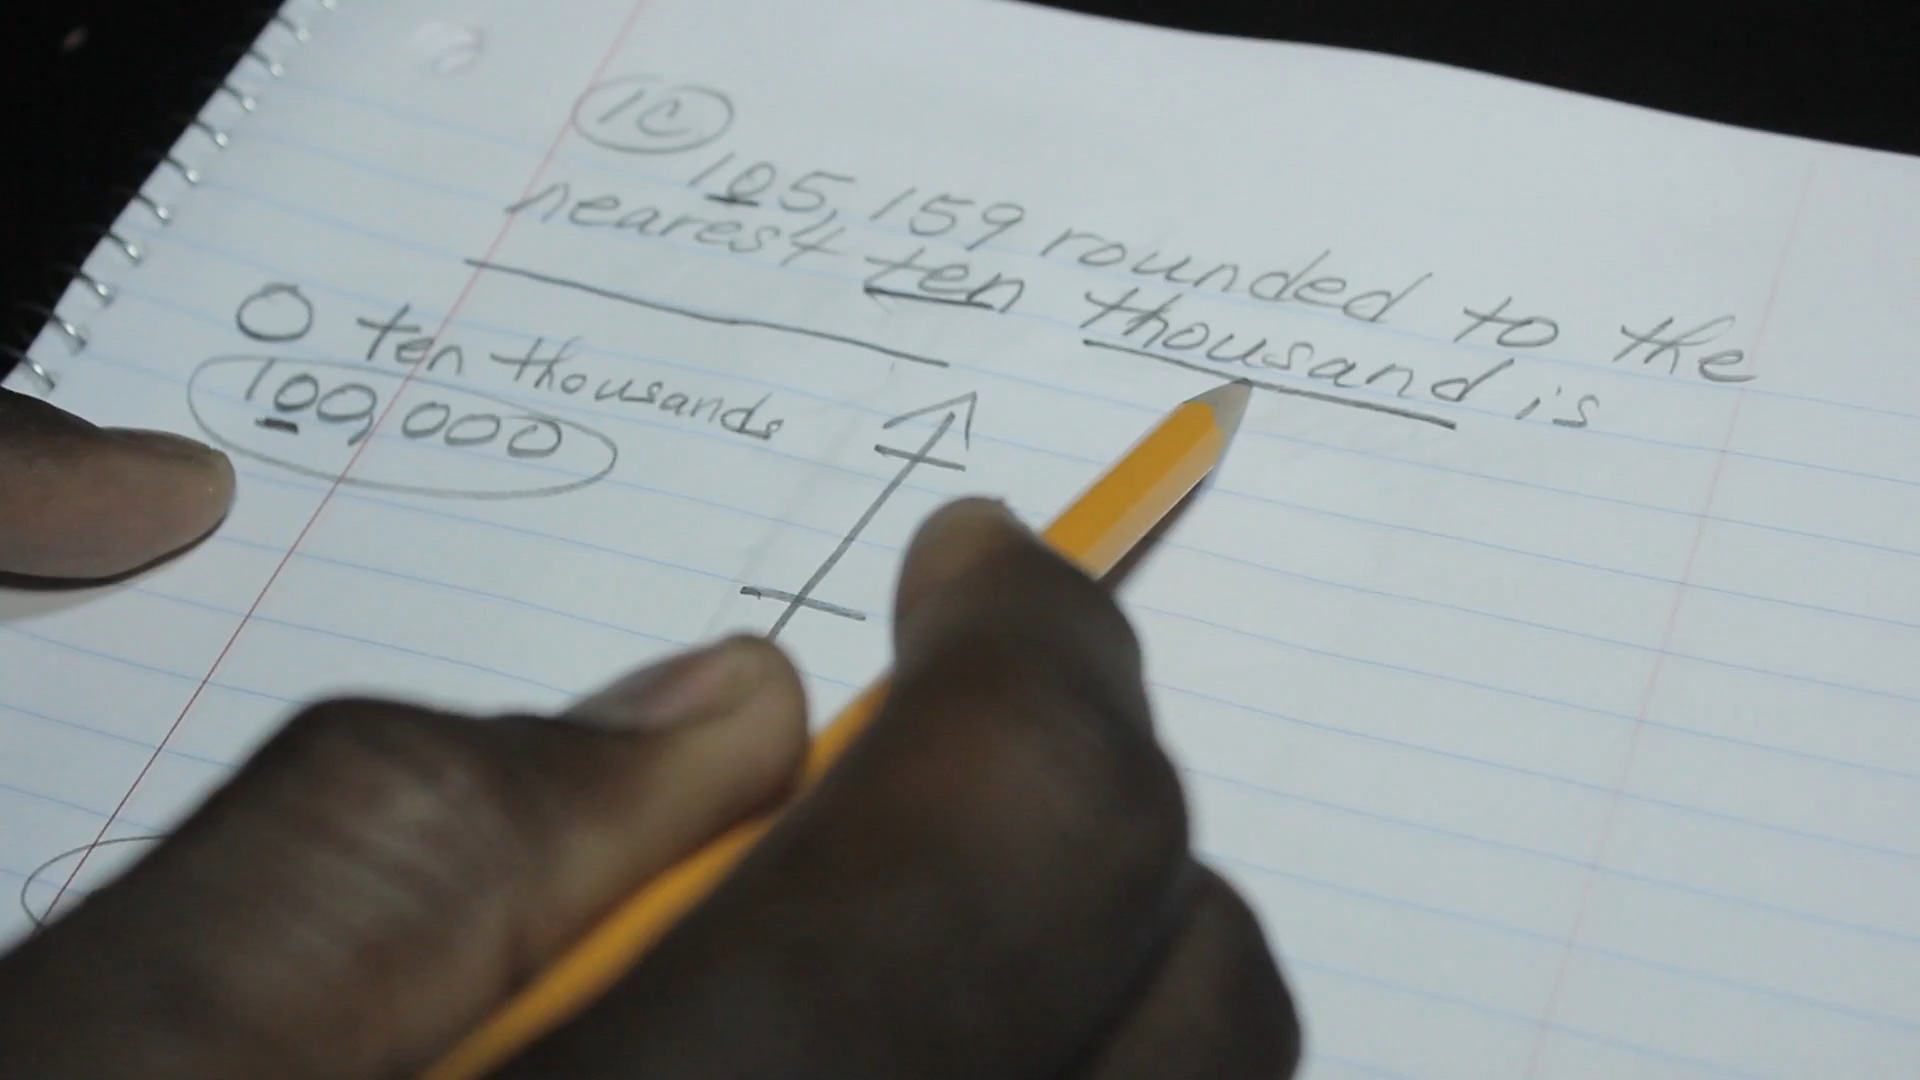 1C
105,159 rounded to the
nearest ten thousand is
0 ten thousands
100,000